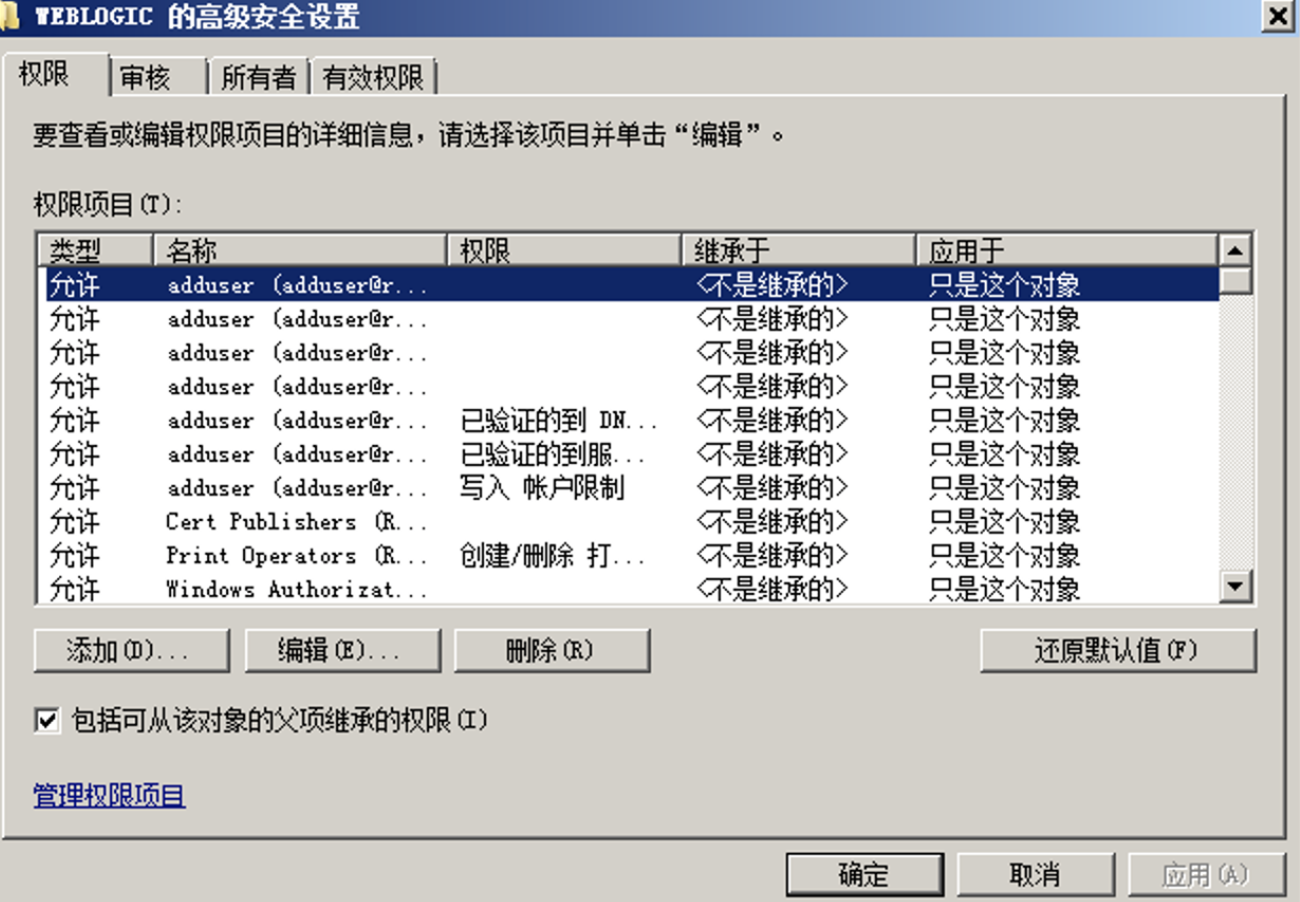 WEBLOGIC 的高级安全设置
权限 审核 所有者 有效权限
要查看或编辑权限项目的详细信息，请选择该项目并单击“编辑”。
权限项目(T):
类型 名称 权限 继承于 应用于
允许 adduser (adduser@r... <不是继承的> 只是这个对象
允许 adduser (adduser@r... <不是继承的> 只是这个对象
允许 adduser (adduser@r... <不是继承的> 只是这个对象
允许 adduser (adduser@r... <不是继承的> 只是这个对象
允许 adduser (adduser@r... 已验证的到 DN... <不是继承的> 只是这个对象
允许 adduser (adduser@r... 已验证的到服... <不是继承的> 只是这个对象
允许 adduser (adduser@r... 写入 帐户限制 <不是继承的> 只是这个对象
允许 Cert Publishers (R... <不是继承的> 只是这个对象
允许 Print Operators (R... 创建/删除 打... <不是继承的> 只是这个对象
允许 Windows Authorizat... <不是继承的> 只是这个对象
添加(D)... 编辑(E)... 删除(R) 还原默认值(F)
包括可从该对象的父项继承的权限(I)
管理权限项目
确定 取消 应用(A)